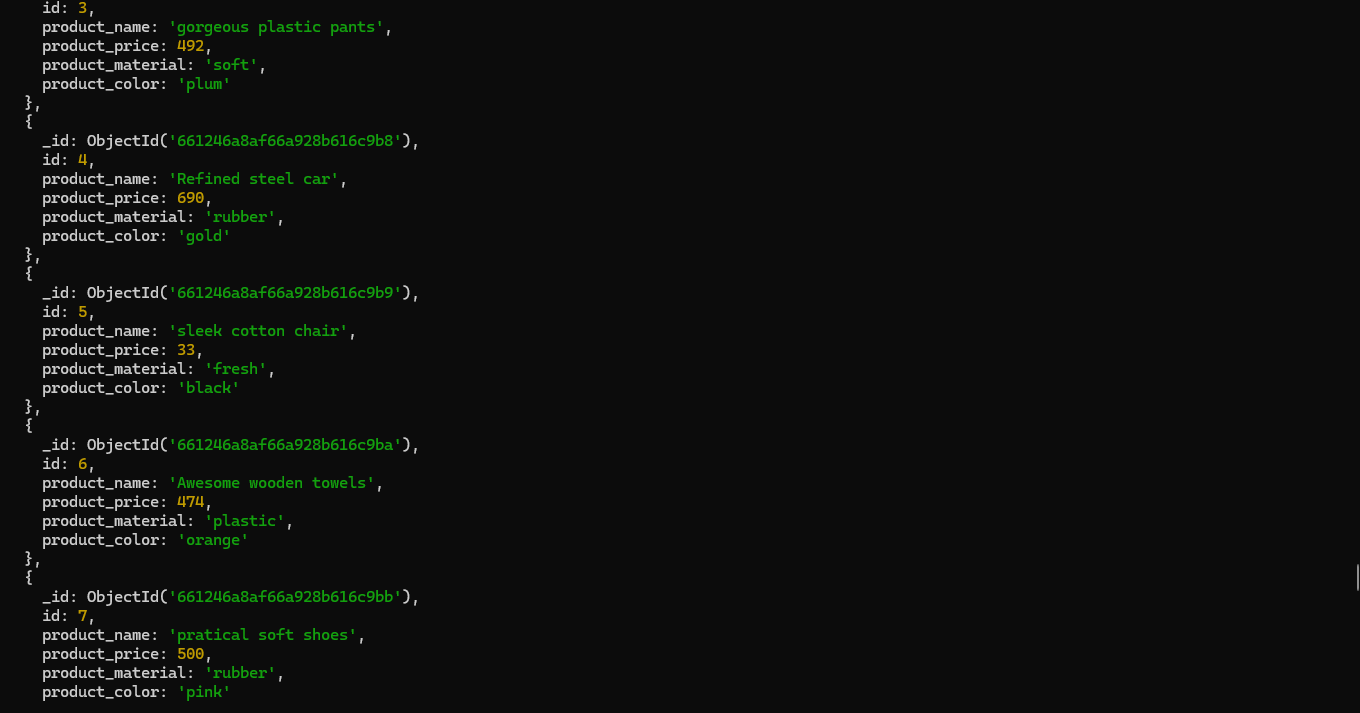 id: 3,
product_name: 'gorgeous plastic pants',
product_price: 492,
product_material: 'soft',
product_color: 'plum'
},
{
_id: ObjectId('661246a8af66a928b616c9b8'),
id: 4,
product_name: 'Refined steel car',
product_price: 690,
product_material: 'rubber',
product_color: 'gold'
},
{
_id: ObjectId('661246a8af66a928b616c9b9'),
id: 5,
product_name: 'sleek cotton chair',
product_price: 33,
product_material: 'fresh',
product_color: 'black'
},
{
_id: ObjectId('661246a8af66a928b616c9ba'),
id: 6,
product_name: 'Awesome wooden towels',
product_price: 474,
product_material: 'plastic',
product_color: 'orange'
},
{
_id: ObjectId('661246a8af66a928b616c9bb'),
id: 7,
product_name: 'pratical soft shoes',
product_price: 500,
product_material: 'rubber',
product_color: 'pink'